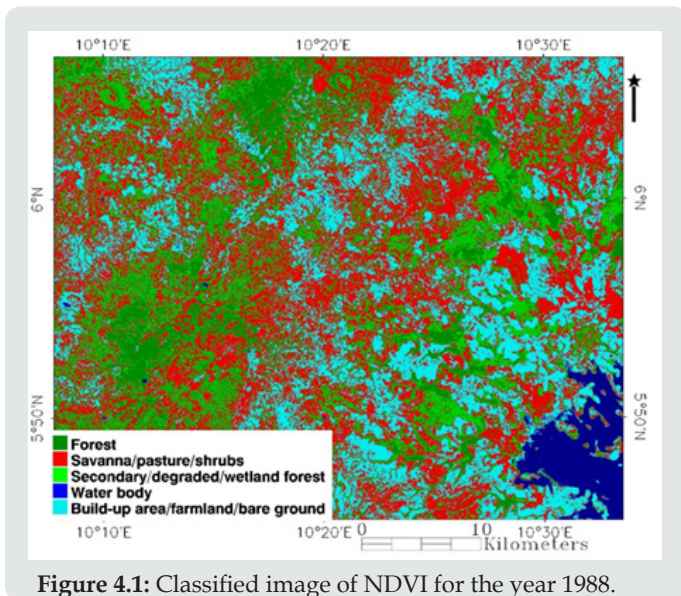 10°10'E 10°20'E 10°30'E
6°N 6°N
5°50'N 5°50'N
Forest
Savanna/pasture/shrubs
Secondary/degraded/wetland forest
Water body
Build-up area/farmland/bare ground
10°10'E 10°20'E 10°30'E
0 10
Kilometers
Figure 4.1: Classified image of NDVI for the year 1988.